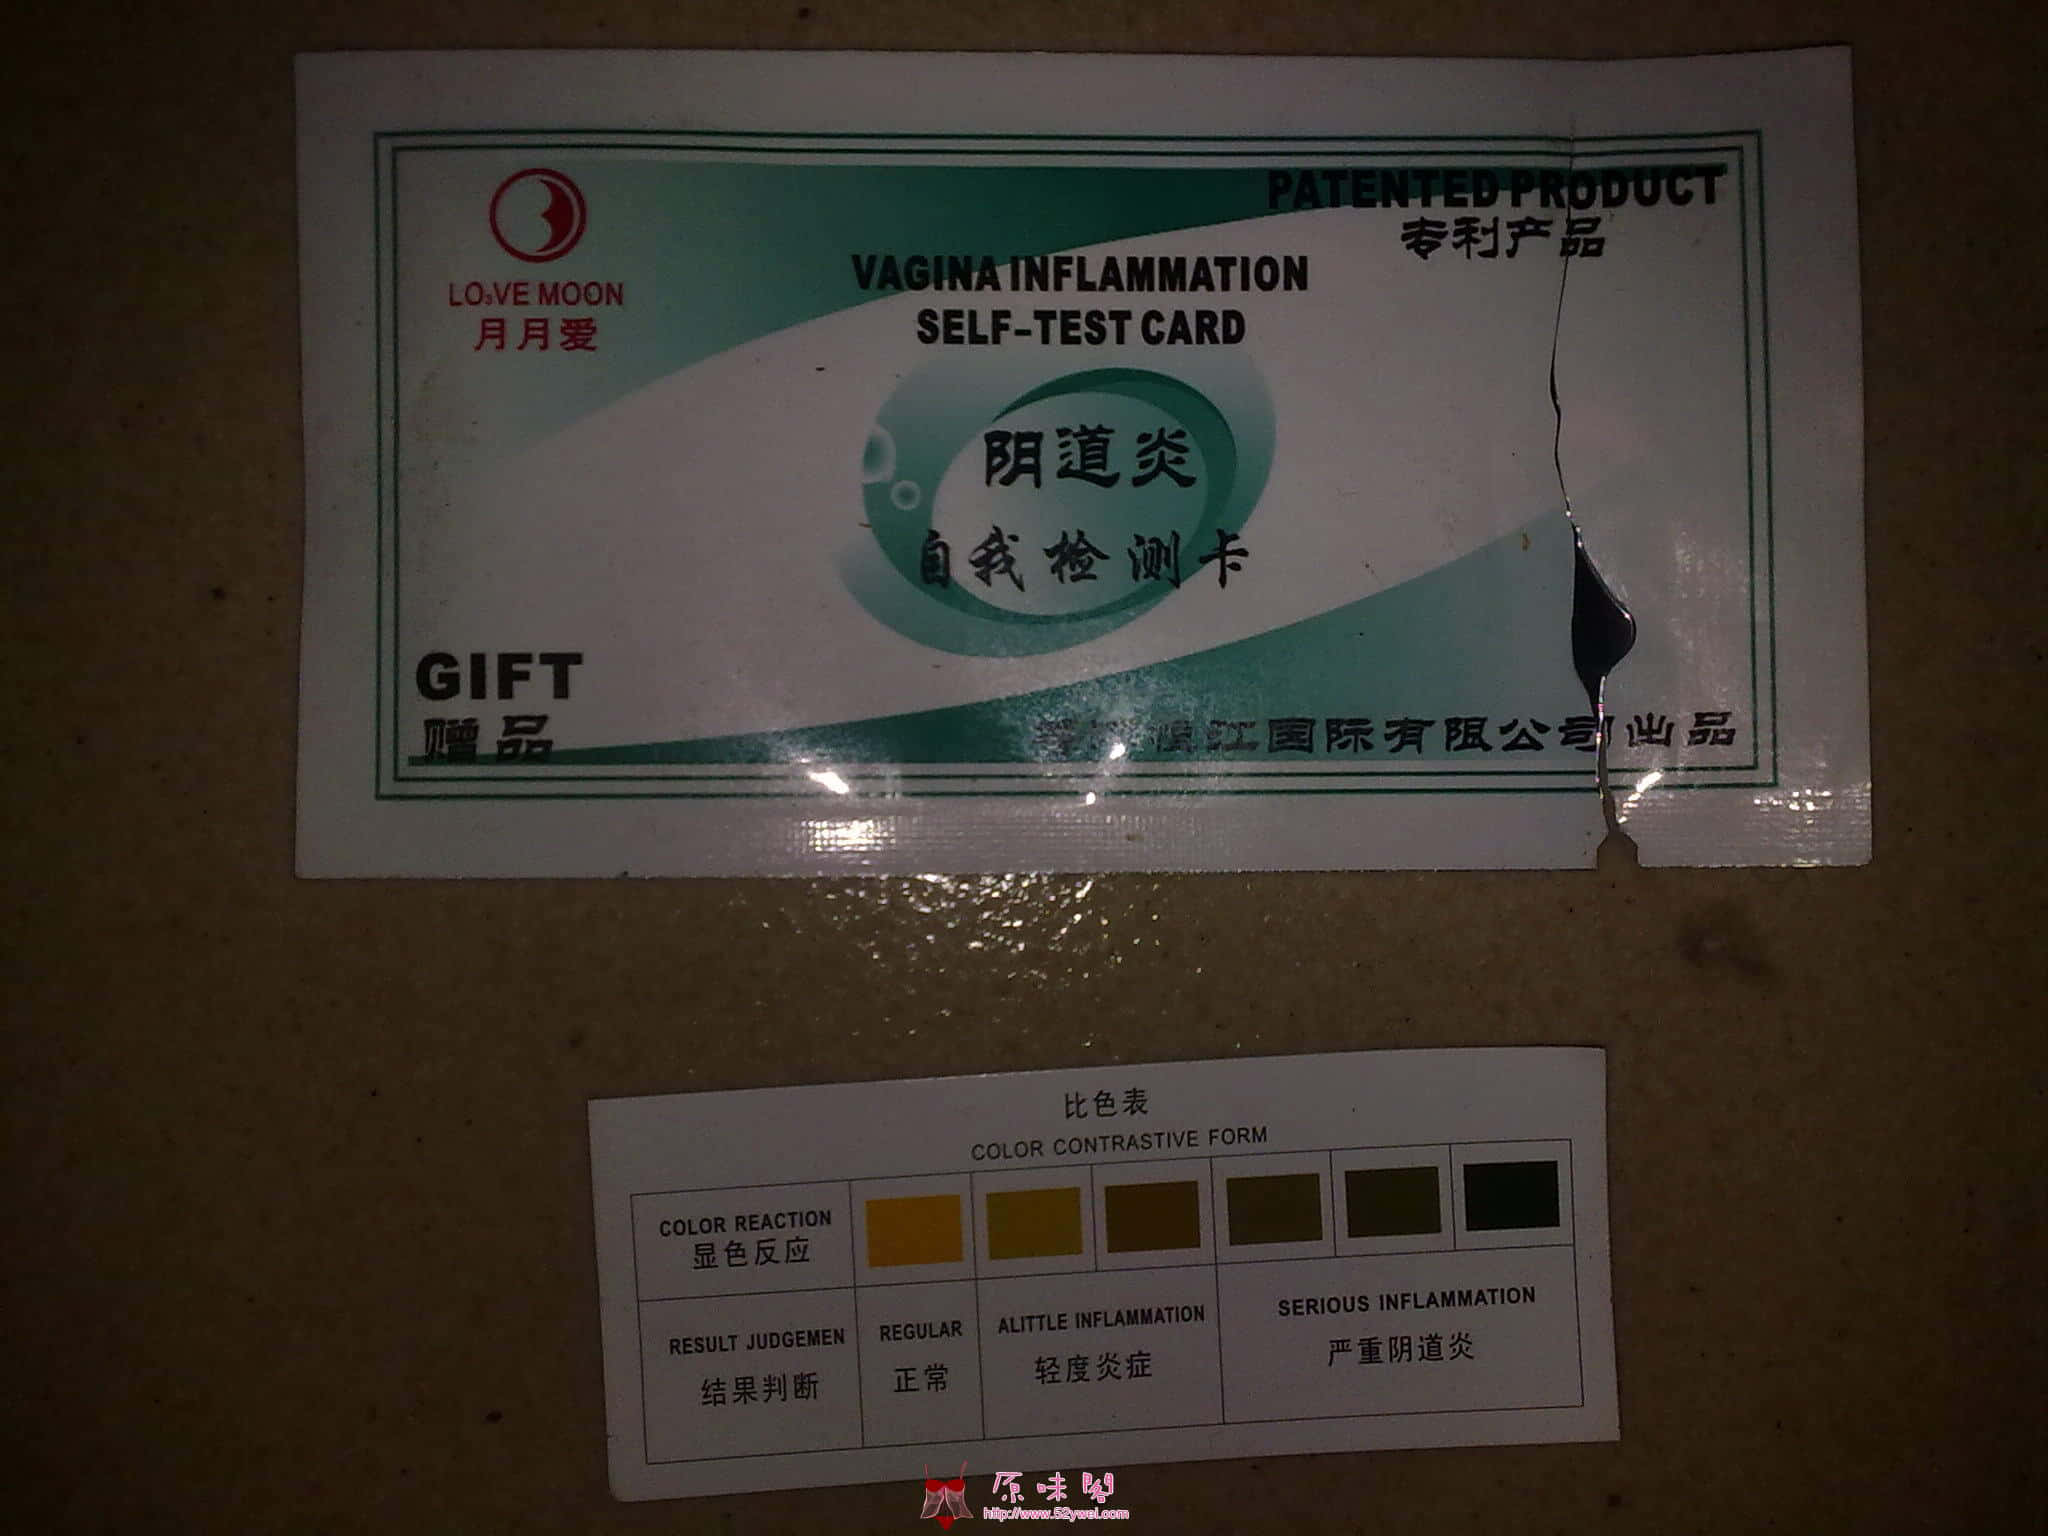 PATENTED PRODUCT
专利产品
LOVE MOON
月月爱
VAGINA INFLAMMATION
SELF-TEST CARD
阴道炎
自我检测卡
GIFT
赠品
江国际有限公司出品
比色表
COLOR CONTRASTIVE FORM
COLOR REACTION
显色反应
RESULT JUDGEMEN
结果判断
REGULAR
正常
ALITTLE INFLAMMATION
轻度炎症
SERIOUS INFLAMMATION
严重阴道炎
原味阁
http://www.52ywei.com